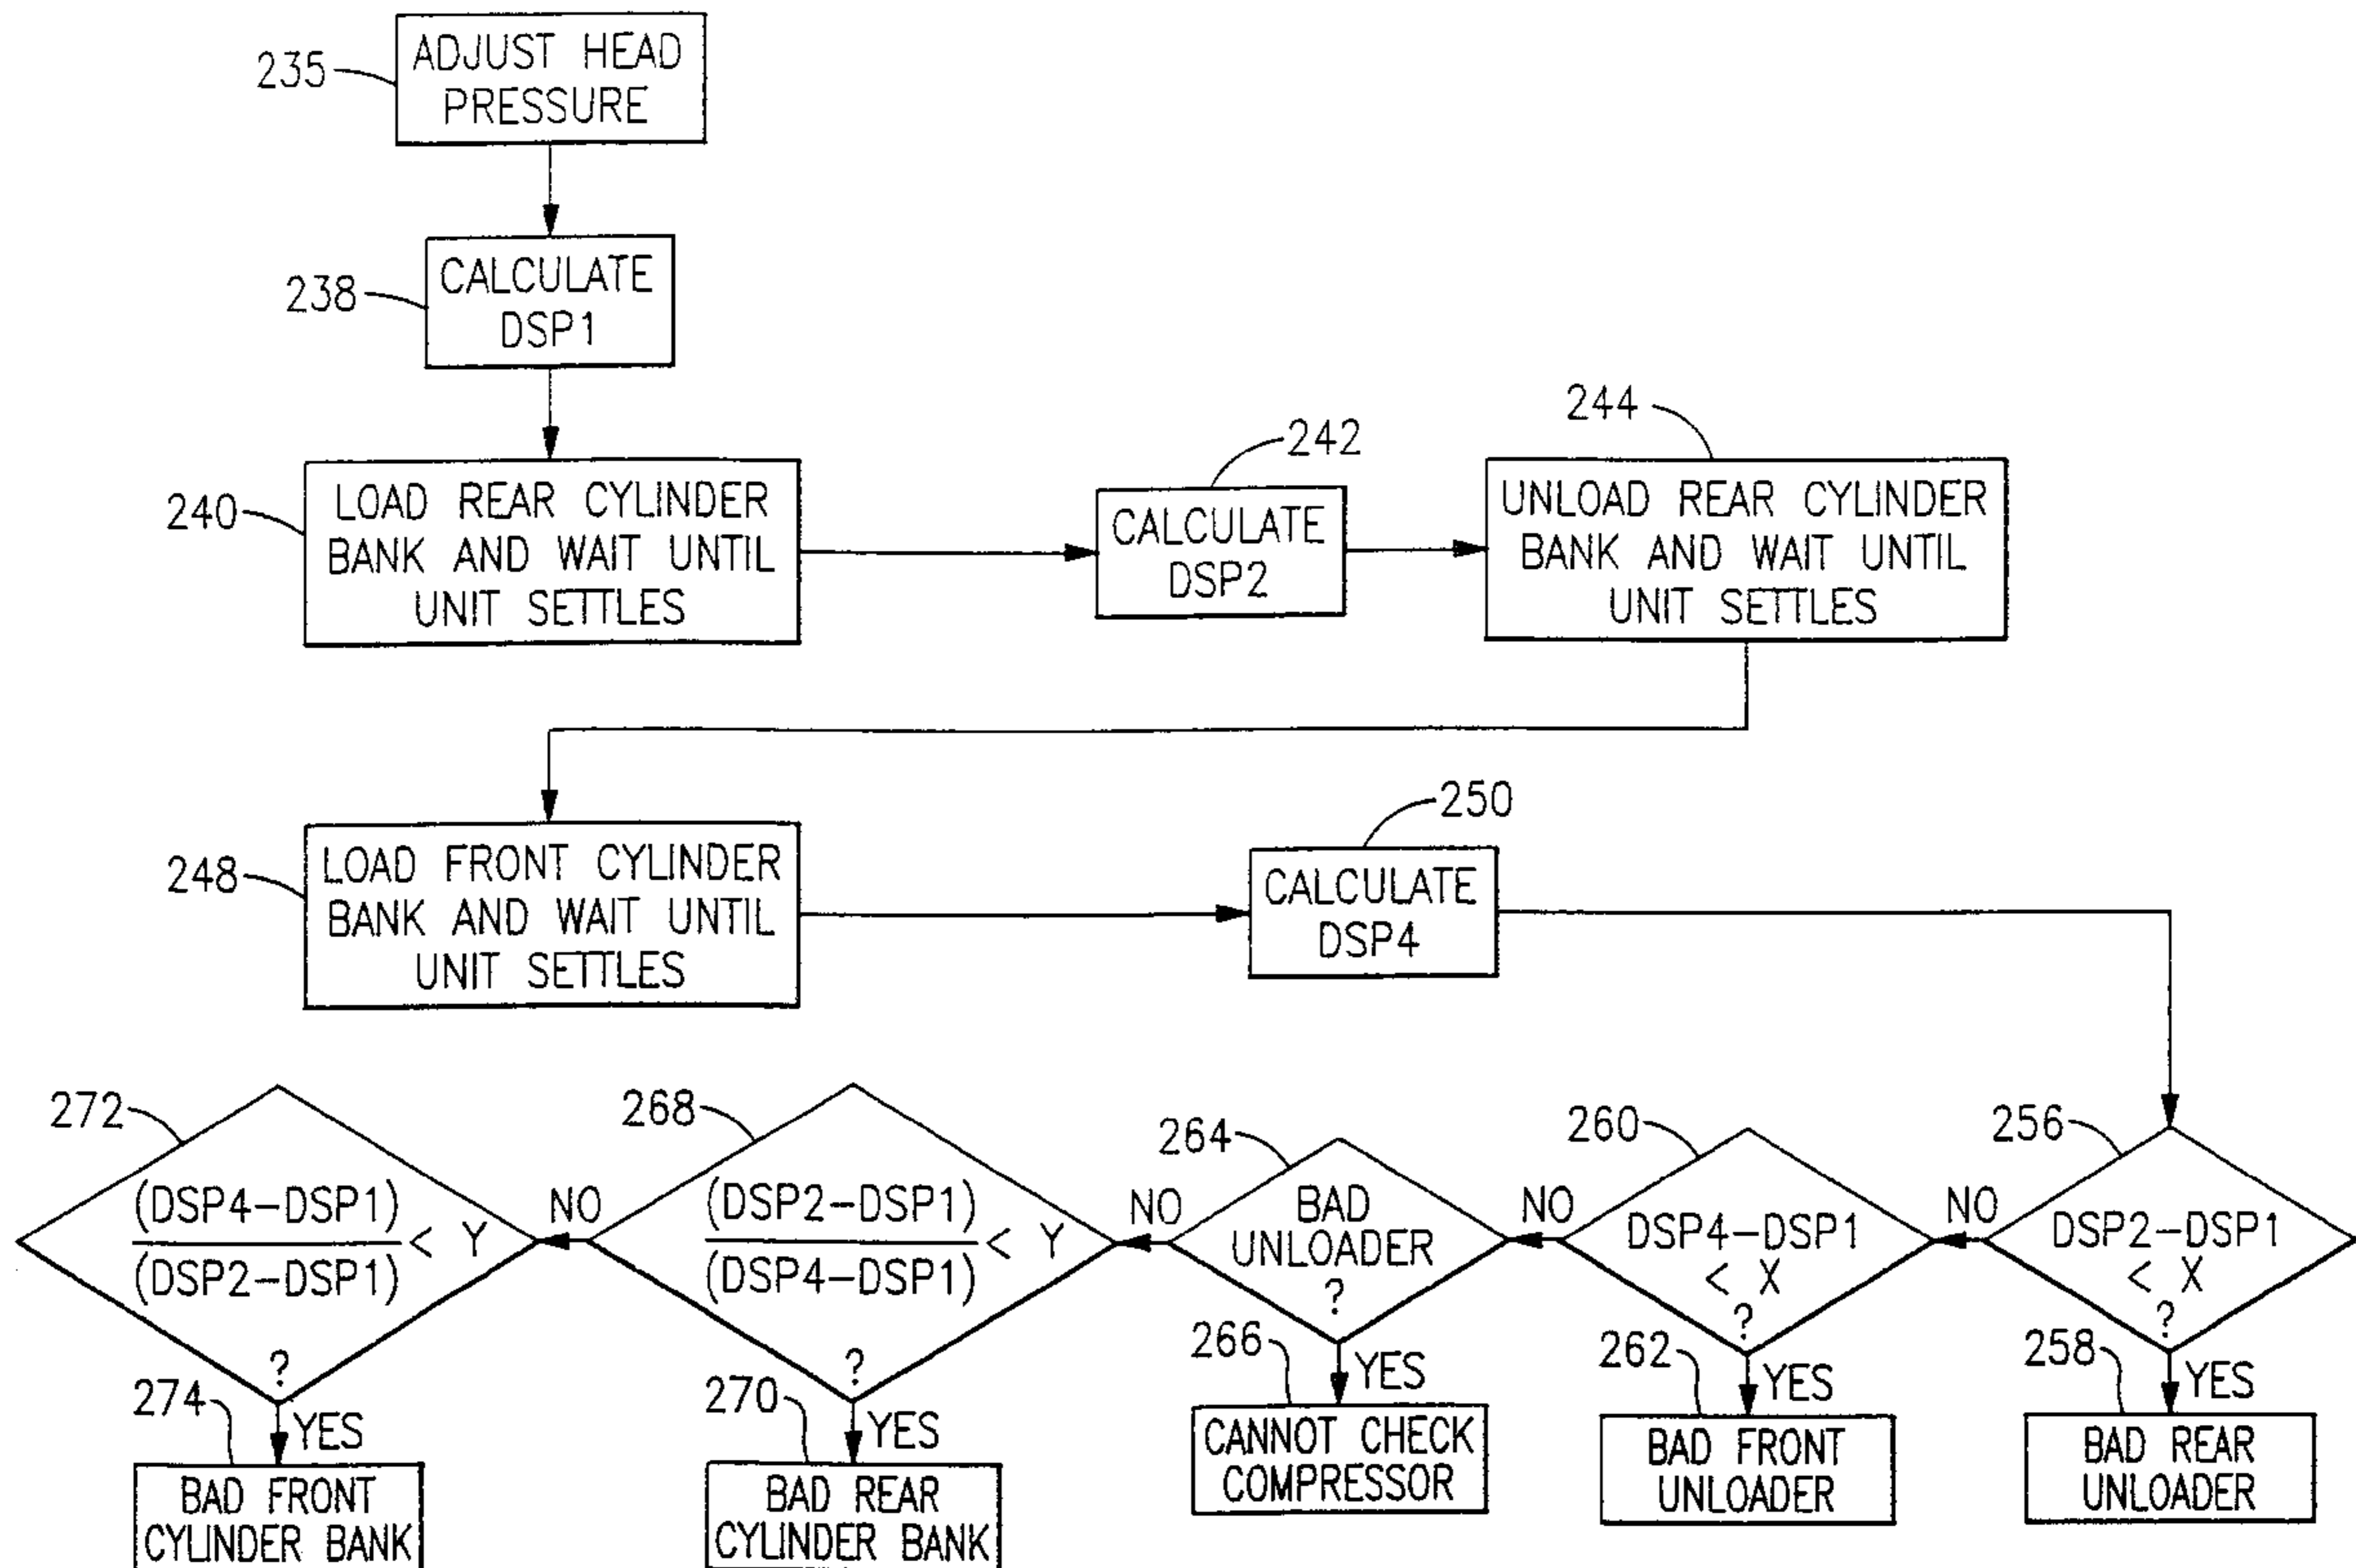 235
ADJUST HEAD
PRESSURE
238
CALCULATE
DSP1
240
LOAD REAR CYLINDER
BANK AND WAIT UNTIL
UNIT SETTLES
242
CALCULATE
DSP2
244
UNLOAD REAR CYLINDER
BANK AND WAIT UNTIL
UNIT SETTLES
248
LOAD FRONT CYLINDER
BANK AND WAIT UNTIL
UNIT SETTLES
250
CALCULATE
DSP4
256
DSP2-DSP1
< X
?
NO
YES
258
BAD REAR
UNLOADER
260
DSP4-DSP1
< X
?
NO
YES
262
BAD FRONT
UNLOADER
264
BAD
UNLOADER
?
NO
YES
266
CANNOT CHECK
COMPRESSOR
268
(DSP2-DSP1)
(DSP4-DSP1)
< Y
?
NO
YES
270
BAD REAR
CYLINDER BANK
272
(DSP4-DSP1)
(DSP2-DSP1)
< Y
?
YES
274
BAD FRONT
CYLINDER BANK